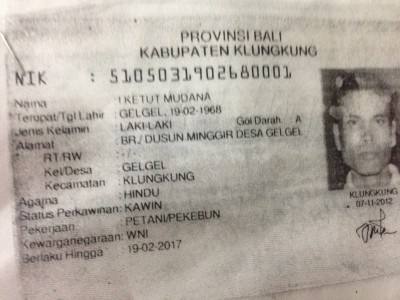 PROVINSI BALI
KABUPATEN KLUNGKUNG
NIK : 5105031902680001
Nama : I KETUT MUDANA
Tempat/Tgl Lahir : GELGEL, 19-02-1968
Jenis Kelamin : LAKI-LAKI Gol Darah : A
Alamat : BR./ DUSUN MINGGIR DESA GELGEL
RT/RW : -/-
Kel/Desa : GELGEL
Kecamatan : KLUNGKUNG
Agama : HINDU
Status Perkawinan: KAWIN
Pekerjaan : PETANI/PEKEBUN
Kewarganegaraan: WNI
Berlaku Hingga : 19-02-2017
KLUNGKUNG
07-11-2012